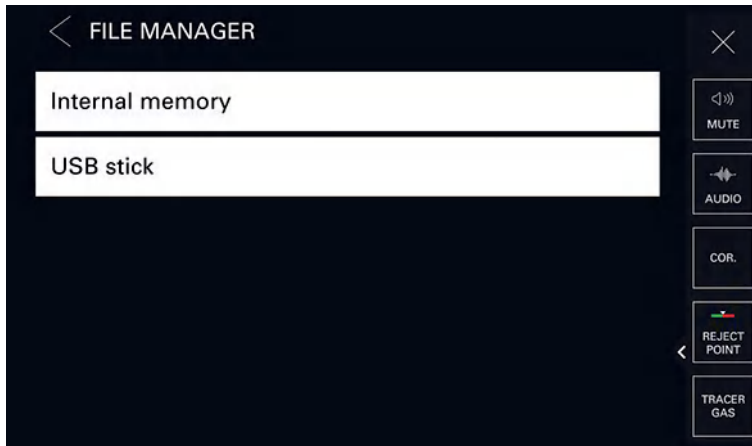 FILE MANAGER
Internal memory
USB stick
MUTE
AUDIO
COR.
REJECT
POINT
TRACER
GAS